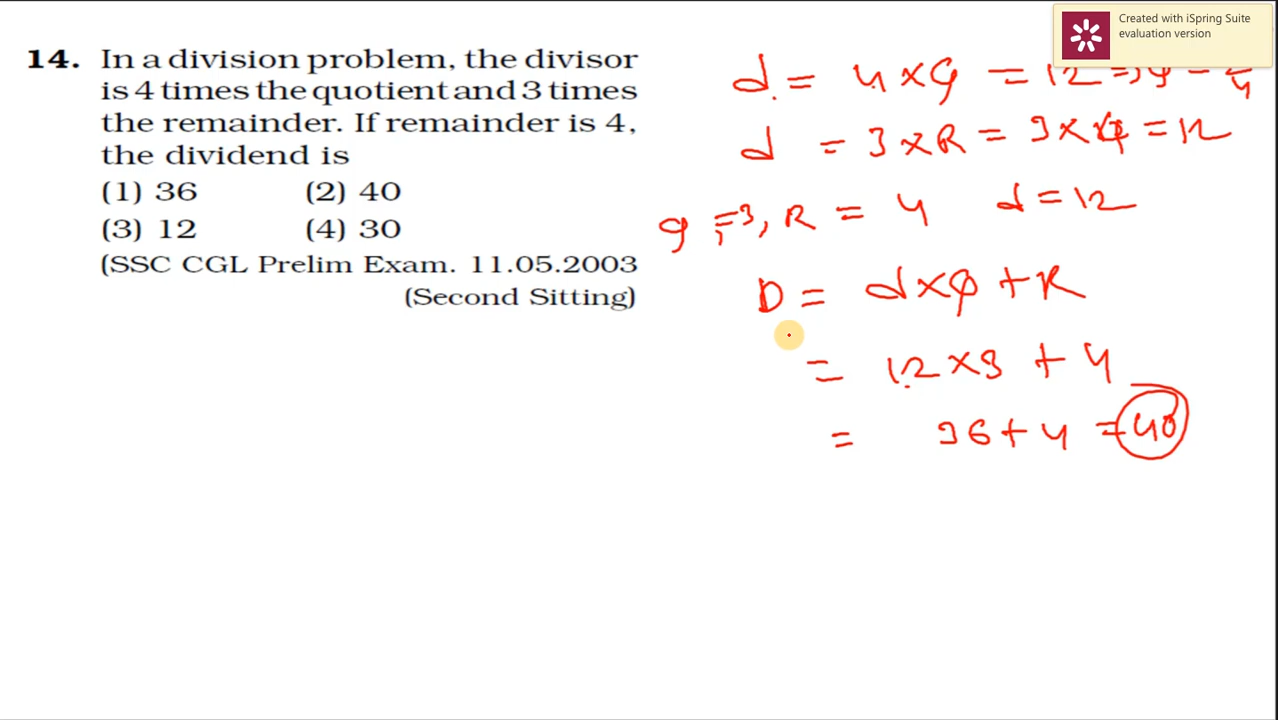 14. In a division problem, the divisor
is 4 times the quotient and 3 times
the remainder. If remainder is 4,
the dividend is
(1) 36 (2) 40
(3) 12 (4) 30
(SSC CGL Prelim Exam. 11.05.2003
(Second Sitting)
Created with iSpring Suite
evaluation version
d = 4 × Q = 12
d = 3 × R = 3 × 4 = 12
q = 3, R = 4 d = 12
D = d × Q + R
= 12 × 3 + 4
= 36 + 4 = 40